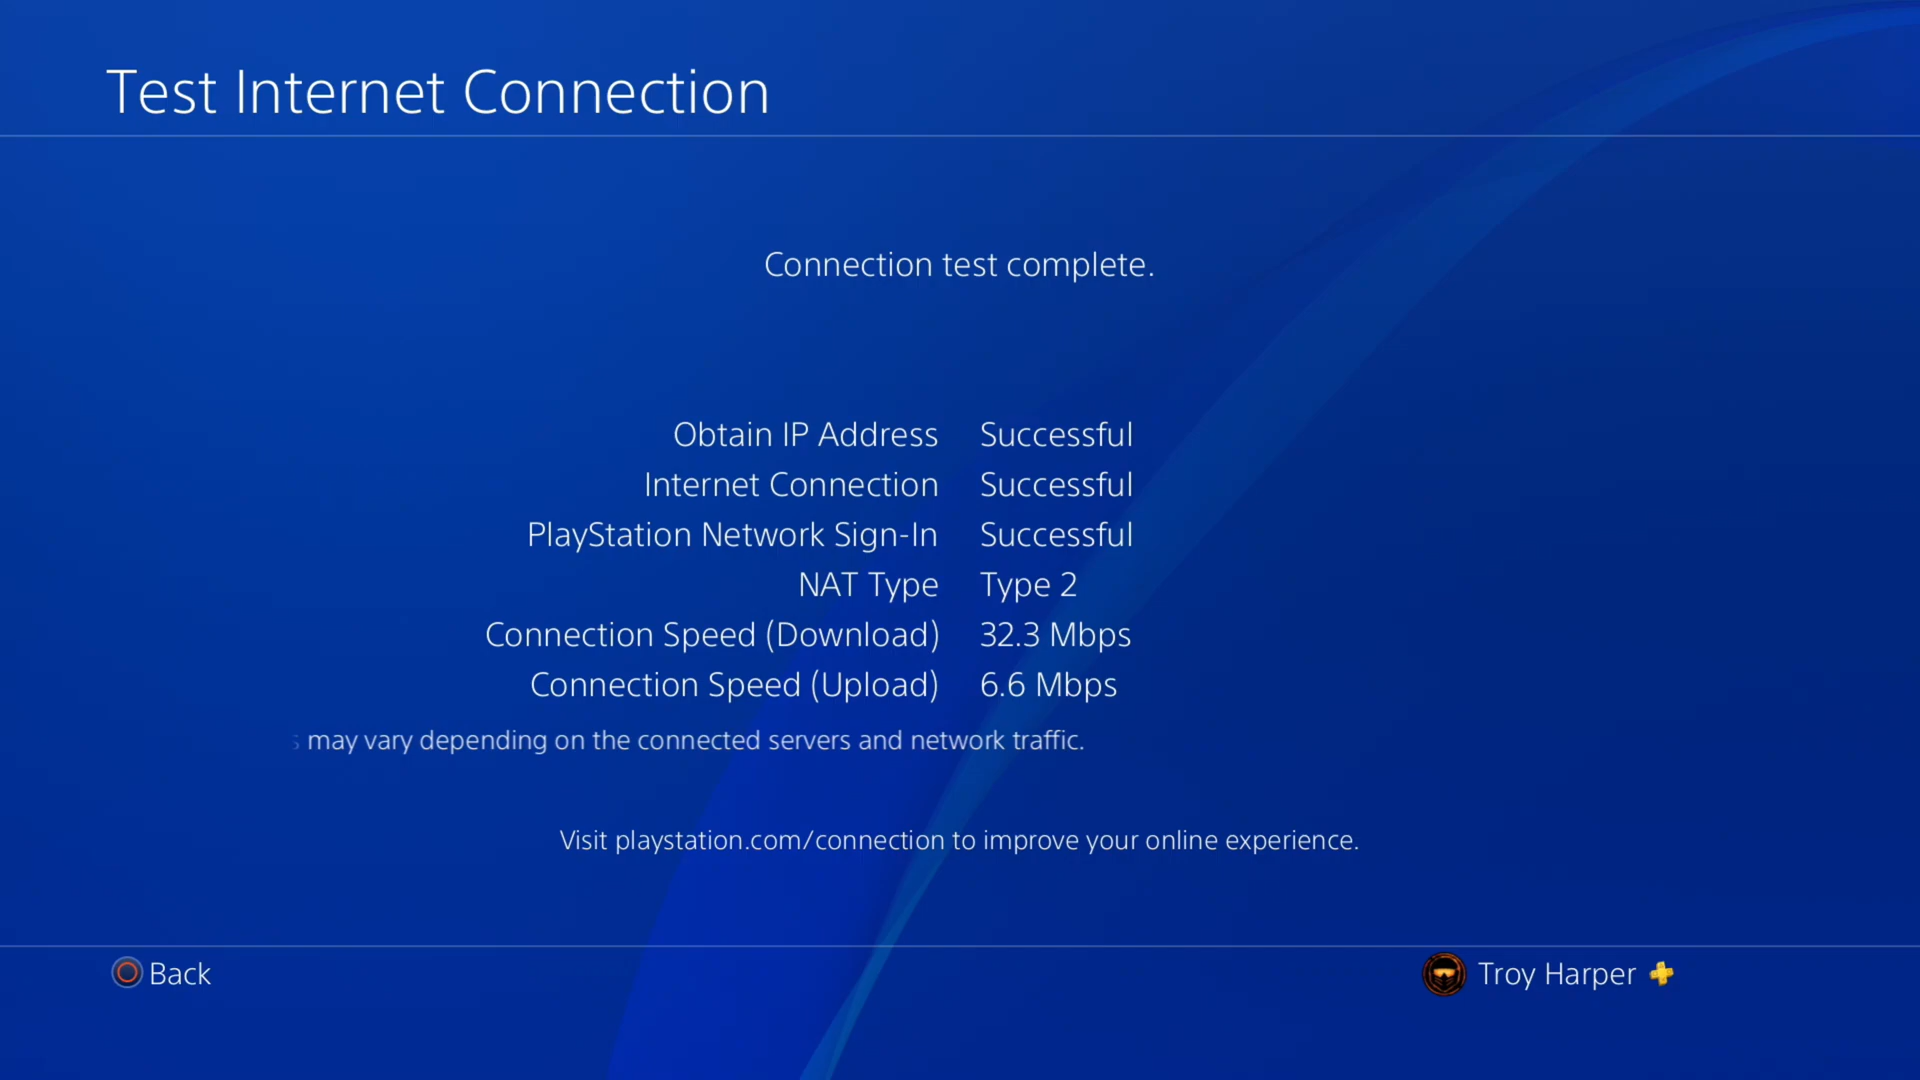 Test Internet Connection
Connection test complete.
Obtain IP Address Successful
Internet Connection Successful
PlayStation Network Sign-In Successful
NAT Type Type 2
Connection Speed (Download) 32.3 Mbps
Connection Speed (Upload) 6.6 Mbps
may vary depending on the connected servers and network traffic.
Visit playstation.com/connection to improve your online experience.
Back
Troy Harper